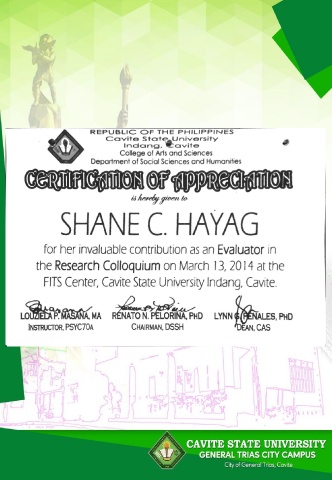 REPUBLIC OF THE PHILIPPINES
Cavite State University
Indang, Cavite
College of Arts and Sciences
Department of Social Sciences and Humanities
CERTIFICATION OF APPRECIATION
is hereby given to
SHANE C. HAYAG
for her invaluable contribution as an Evaluator in
the Research Colloquium on March 13, 2014 at the
FITS Center, Cavite State University Indang, Cavite.
LOUZIELA P. MASANA, MA RENATO N. PELORINA, PhD LYNN G. PEÑALES, PhD
INSTRUCTOR, PSYC70A CHAIRMAN, DSSH DEAN, CAS
CAVITE STATE UNIVERSITY
GENERAL TRIAS CITY CAMPUS
City of General Trias, Cavite